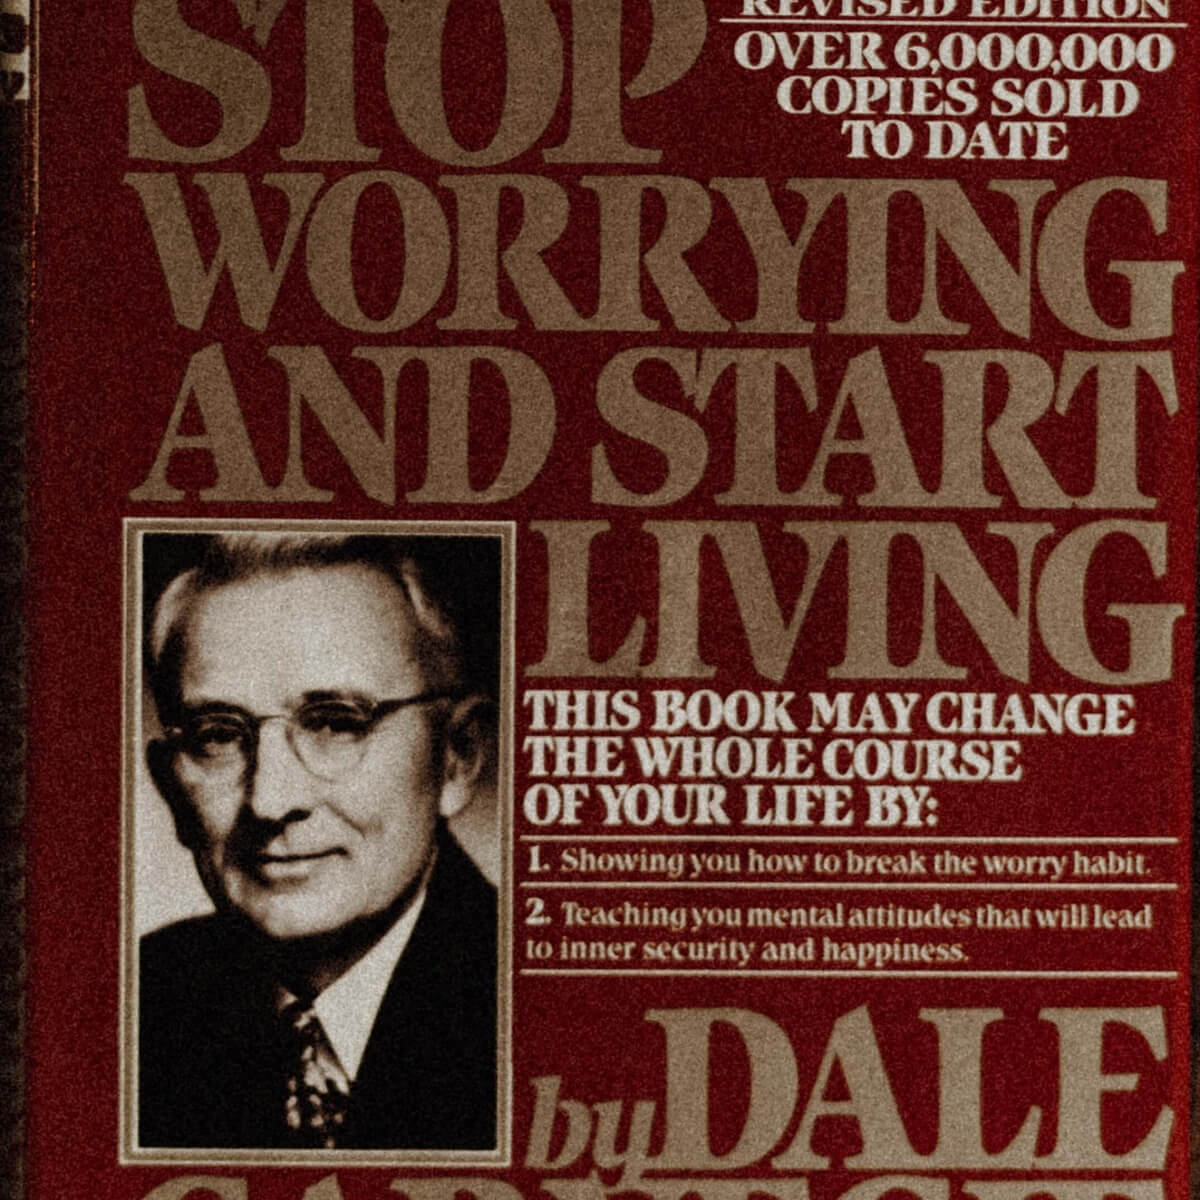 REVISED EDITION
OVER 6,000,000
COPIES SOLD
TO DATE
STOP
WORRYING
AND START
LIVING
THIS BOOK MAY CHANGE
THE WHOLE COURSE
OF YOUR LIFE BY:
1. Showing you how to break the worry habit.
2. Teaching you mental attitudes that will lead
to inner security and happiness.
by DALE
CARNEGIE